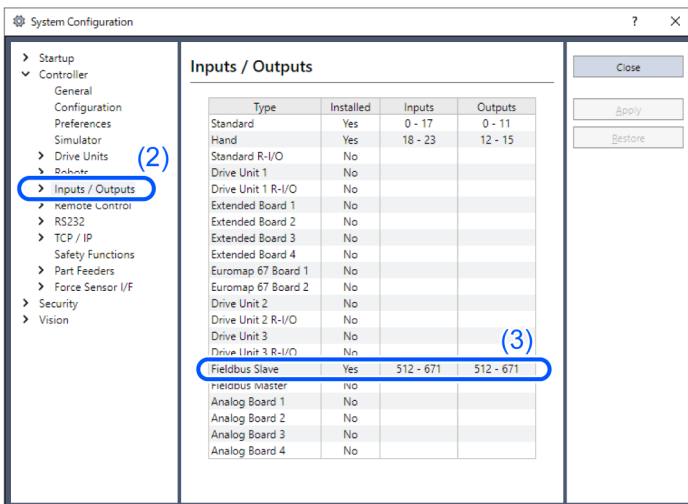 System Configuration
? ×
Startup
Controller
General
Configuration
Preferences
Simulator
Drive Units
(2)
Robots
Inputs / Outputs
Remote Control
RS232
TCP / IP
Safety Functions
Part Feeders
Force Sensor I/F
Security
Vision
Inputs / Outputs
Type Installed Inputs Outputs
Standard Yes 0 - 17 0 - 11
Hand Yes 18 - 23 12 - 15
Standard R-I/O No
Drive Unit 1 No
Drive Unit 1 R-I/O No
Extended Board 1 No
Extended Board 2 No
Extended Board 3 No
Extended Board 4 No
Euromap 67 Board 1 No
Euromap 67 Board 2 No
Drive Unit 2 No
Drive Unit 2 R-I/O No
Drive Unit 3 No
(3)
Drive Unit 3 R-I/O No
Fieldbus Slave Yes 512 - 671 512 - 671
Fieldbus Master No
Analog Board 1 No
Analog Board 2 No
Analog Board 3 No
Analog Board 4 No
Close
Apply
Restore